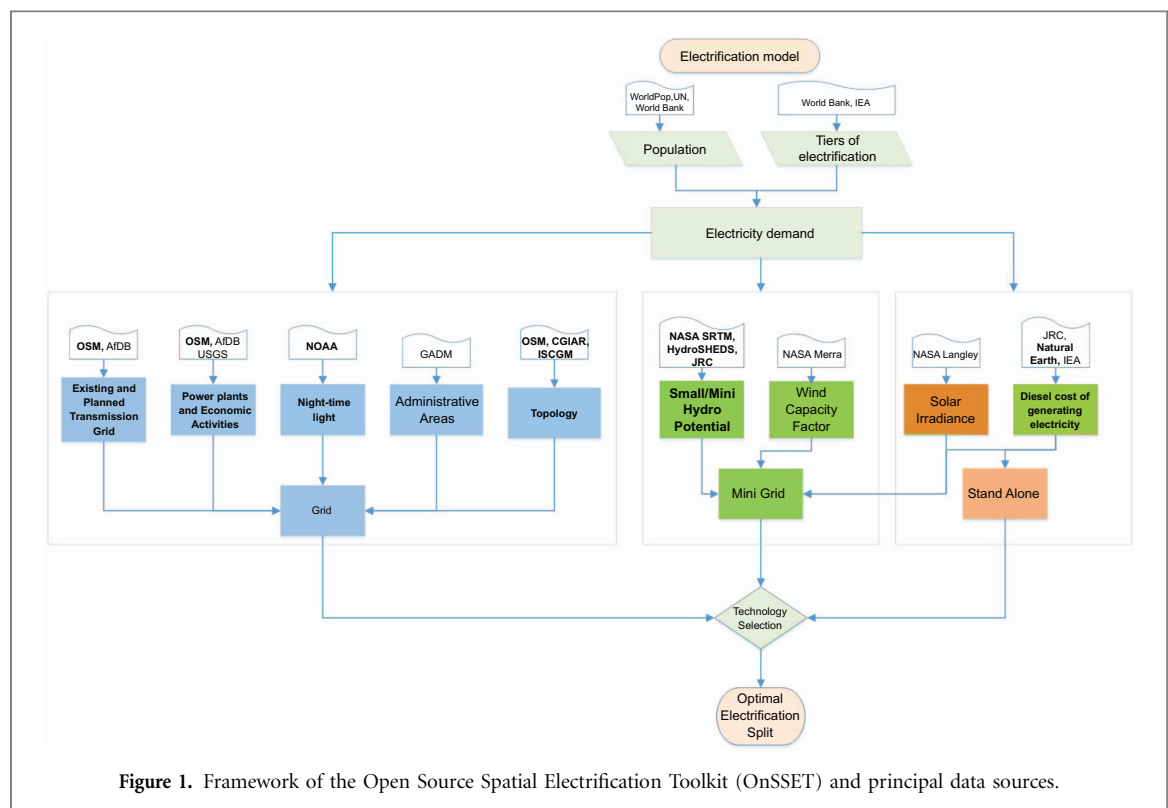 Electrification model
WorldPop,UN,
World Bank
World Bank, IEA
Population
Tiers of
electrification
Electricity demand
OSM, AfDB
OSM, AfDB
USGS
NOAA
GADM
OSM, CGIAR,
ISCGM
Existing and
Planned
Transmission
Grid
Power plants
and Economic
Activities
Night-time
light
Administrative
Areas
Topology
Grid
NASA SRTM,
HydroSHEDS,
JRC
NASA Merra
Small/Mini
Hydro
Potential
Wind
Capacity
Factor
Mini Grid
NASA Langley
JRC,
Natural
Earth, IEA
Solar
Irradiance
Diesel cost of
generating
electricity
Stand Alone
Technology
Selection
Optimal
Electrification
Split
Figure 1. Framework of the Open Source Spatial Electrification Toolkit (OnSSET) and principal data sources.